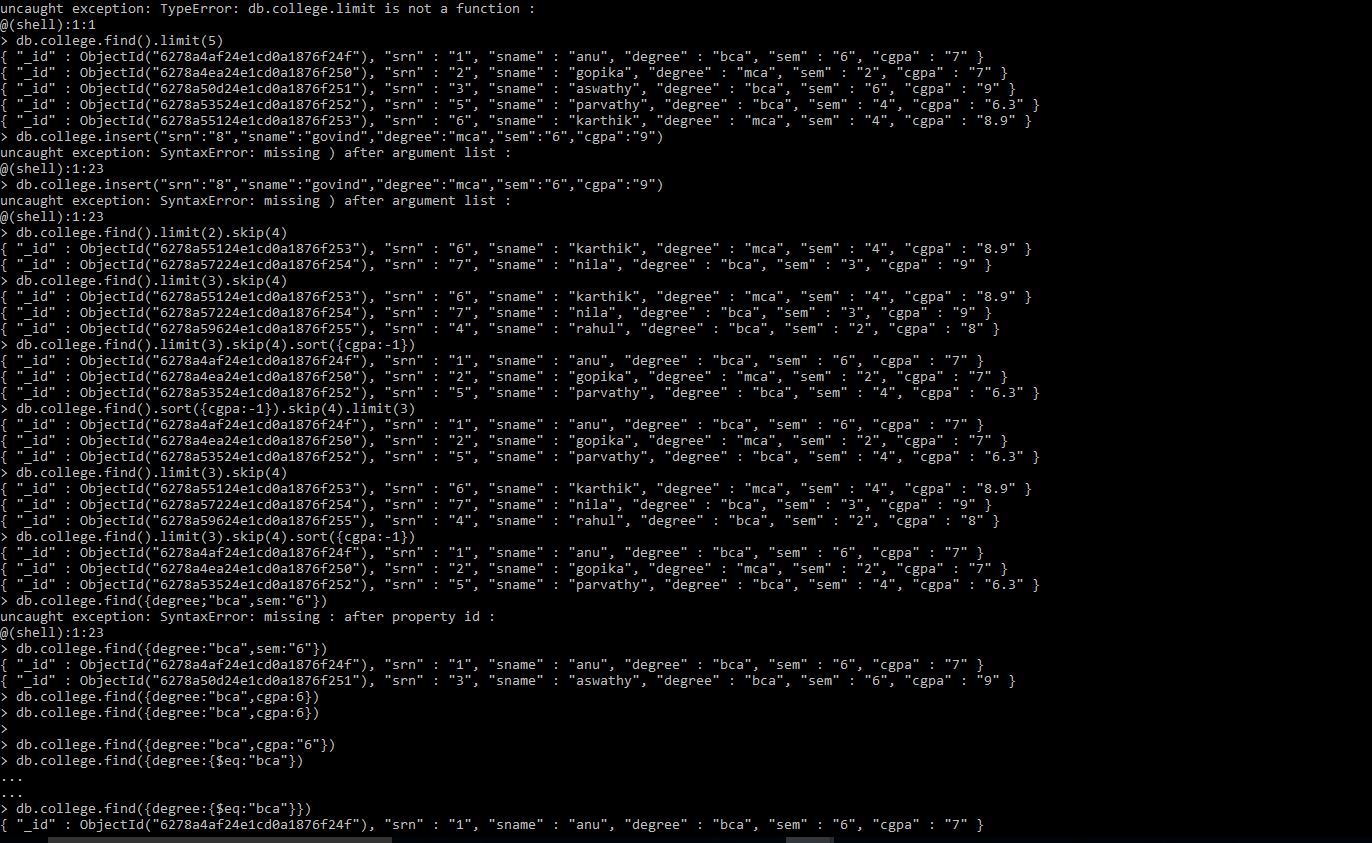 uncaught exception: TypeError: db.college.limit is not a function :
@(shell):1:1
> db.college.find().limit(5)
{ "_id" : ObjectId("6278a4af24e1cd0a1876f24f"), "srn" : "1", "sname" : "anu", "degree" : "bca", "sem" : "6", "cgpa" : "7" }
{ "_id" : ObjectId("6278a4ea24e1cd0a1876f250"), "srn" : "2", "sname" : "gopika", "degree" : "mca", "sem" : "2", "cgpa" : "7" }
{ "_id" : ObjectId("6278a50d24e1cd0a1876f251"), "srn" : "3", "sname" : "aswathy", "degree" : "bca", "sem" : "6", "cgpa" : "9" }
{ "_id" : ObjectId("6278a53524e1cd0a1876f252"), "srn" : "5", "sname" : "parvathy", "degree" : "bca", "sem" : "4", "cgpa" : "6.3" }
{ "_id" : ObjectId("6278a55124e1cd0a1876f253"), "srn" : "6", "sname" : "karthik", "degree" : "mca", "sem" : "4", "cgpa" : "8.9" }
> db.college.insert("srn":"8","sname":"govind","degree":"mca","sem":"6","cgpa":"9")
uncaught exception: SyntaxError: missing ) after argument list :
@(shell):1:23
> db.college.insert("srn":"8","sname":"govind","degree":"mca","sem":"6","cgpa":"9")
uncaught exception: SyntaxError: missing ) after argument list :
@(shell):1:23
> db.college.find().limit(2).skip(4)
{ "_id" : ObjectId("6278a55124e1cd0a1876f253"), "srn" : "6", "sname" : "karthik", "degree" : "mca", "sem" : "4", "cgpa" : "8.9" }
{ "_id" : ObjectId("6278a57224e1cd0a1876f254"), "srn" : "7", "sname" : "nila", "degree" : "bca", "sem" : "3", "cgpa" : "9" }
> db.college.find().limit(3).skip(4)
{ "_id" : ObjectId("6278a55124e1cd0a1876f253"), "srn" : "6", "sname" : "karthik", "degree" : "mca", "sem" : "4", "cgpa" : "8.9" }
{ "_id" : ObjectId("6278a57224e1cd0a1876f254"), "srn" : "7", "sname" : "nila", "degree" : "bca", "sem" : "3", "cgpa" : "9" }
{ "_id" : ObjectId("6278a59624e1cd0a1876f255"), "srn" : "4", "sname" : "rahul", "degree" : "bca", "sem" : "2", "cgpa" : "8" }
> db.college.find().limit(3).skip(4).sort({cgpa:-1})
{ "_id" : ObjectId("6278a4af24e1cd0a1876f24f"), "srn" : "1", "sname" : "anu", "degree" : "bca", "sem" : "6", "cgpa" : "7" }
{ "_id" : ObjectId("6278a4ea24e1cd0a1876f250"), "srn" : "2", "sname" : "gopika", "degree" : "mca", "sem" : "2", "cgpa" : "7" }
{ "_id" : ObjectId("6278a53524e1cd0a1876f252"), "srn" : "5", "sname" : "parvathy", "degree" : "bca", "sem" : "4", "cgpa" : "6.3" }
> db.college.find().sort({cgpa:-1}).skip(4).limit(3)
{ "_id" : ObjectId("6278a4af24e1cd0a1876f24f"), "srn" : "1", "sname" : "anu", "degree" : "bca", "sem" : "6", "cgpa" : "7" }
{ "_id" : ObjectId("6278a4ea24e1cd0a1876f250"), "srn" : "2", "sname" : "gopika", "degree" : "mca", "sem" : "2", "cgpa" : "7" }
{ "_id" : ObjectId("6278a53524e1cd0a1876f252"), "srn" : "5", "sname" : "parvathy", "degree" : "bca", "sem" : "4", "cgpa" : "6.3" }
> db.college.find().limit(3).skip(4)
{ "_id" : ObjectId("6278a55124e1cd0a1876f253"), "srn" : "6", "sname" : "karthik", "degree" : "mca", "sem" : "4", "cgpa" : "8.9" }
{ "_id" : ObjectId("6278a57224e1cd0a1876f254"), "srn" : "7", "sname" : "nila", "degree" : "bca", "sem" : "3", "cgpa" : "9" }
{ "_id" : ObjectId("6278a59624e1cd0a1876f255"), "srn" : "4", "sname" : "rahul", "degree" : "bca", "sem" : "2", "cgpa" : "8" }
> db.college.find().limit(3).skip(4).sort({cgpa:-1})
{ "_id" : ObjectId("6278a4af24e1cd0a1876f24f"), "srn" : "1", "sname" : "anu", "degree" : "bca", "sem" : "6", "cgpa" : "7" }
{ "_id" : ObjectId("6278a4ea24e1cd0a1876f250"), "srn" : "2", "sname" : "gopika", "degree" : "mca", "sem" : "2", "cgpa" : "7" }
{ "_id" : ObjectId("6278a53524e1cd0a1876f252"), "srn" : "5", "sname" : "parvathy", "degree" : "bca", "sem" : "4", "cgpa" : "6.3" }
> db.college.find({degree;"bca",sem:"6"})
uncaught exception: SyntaxError: missing : after property id :
@(shell):1:23
> db.college.find({degree:"bca",sem:"6"})
{ "_id" : ObjectId("6278a4af24e1cd0a1876f24f"), "srn" : "1", "sname" : "anu", "degree" : "bca", "sem" : "6", "cgpa" : "7" }
{ "_id" : ObjectId("6278a50d24e1cd0a1876f251"), "srn" : "3", "sname" : "aswathy", "degree" : "bca", "sem" : "6", "cgpa" : "9" }
> db.college.find({degree:"bca",cgpa:6})
> db.college.find({degree:"bca",cgpa:6})
>
> db.college.find({degree:"bca",cgpa:"6"})
> db.college.find({degree:{$eq:"bca"})
...
...
> db.college.find({degree:{$eq:"bca"}})
{ "_id" : ObjectId("6278a4af24e1cd0a1876f24f"), "srn" : "1", "sname" : "anu", "degree" : "bca", "sem" : "6", "cgpa" : "7" }